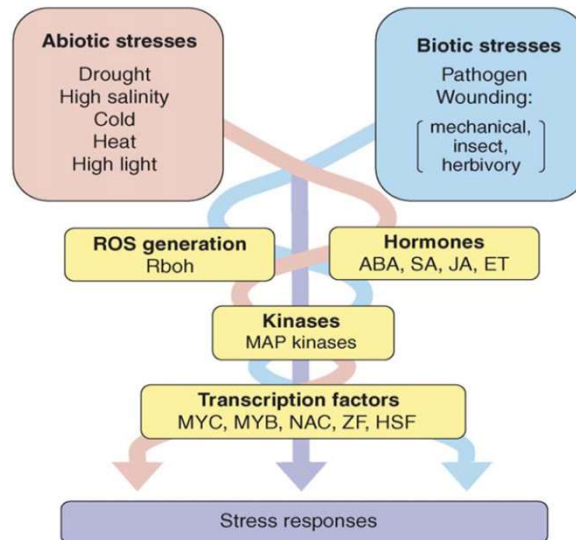 Abiotic stresses
Drought
High salinity
Cold
Heat
High light
Biotic stresses
Pathogen
Wounding:
mechanical,
insect,
herbivory
ROS generation
Rboh
Hormones
ABA, SA, JA, ET
Kinases
MAP kinases
Transcription factors
MYC, MYB, NAC, ZF, HSF
Stress responses